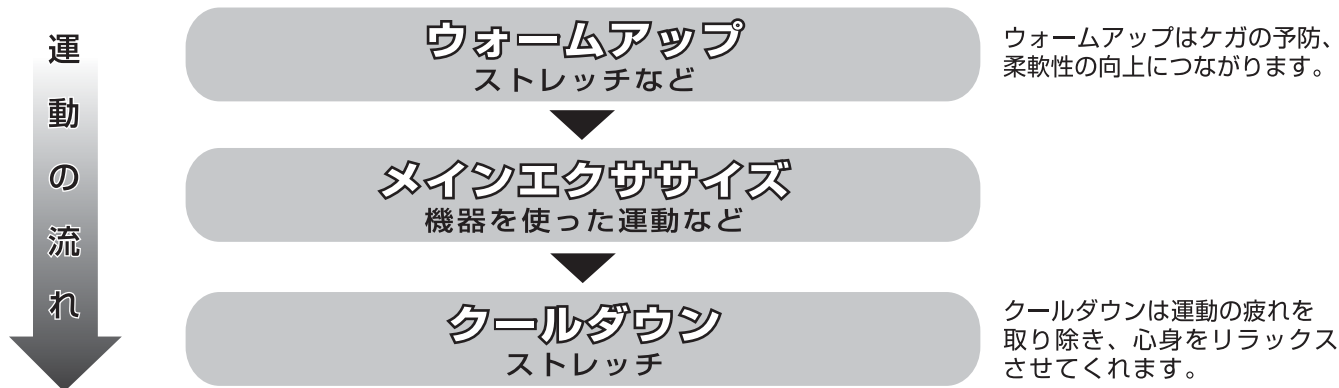 運動の流れ
ウォームアップ
ストレッチなど
ウォームアップはケガの予防、
柔軟性の向上につながります。
メインエクササイズ
機器を使った運動など
クールダウン
ストレッチ
クールダウンは運動の疲れを
取り除き、心身をリラックス
させてくれます。